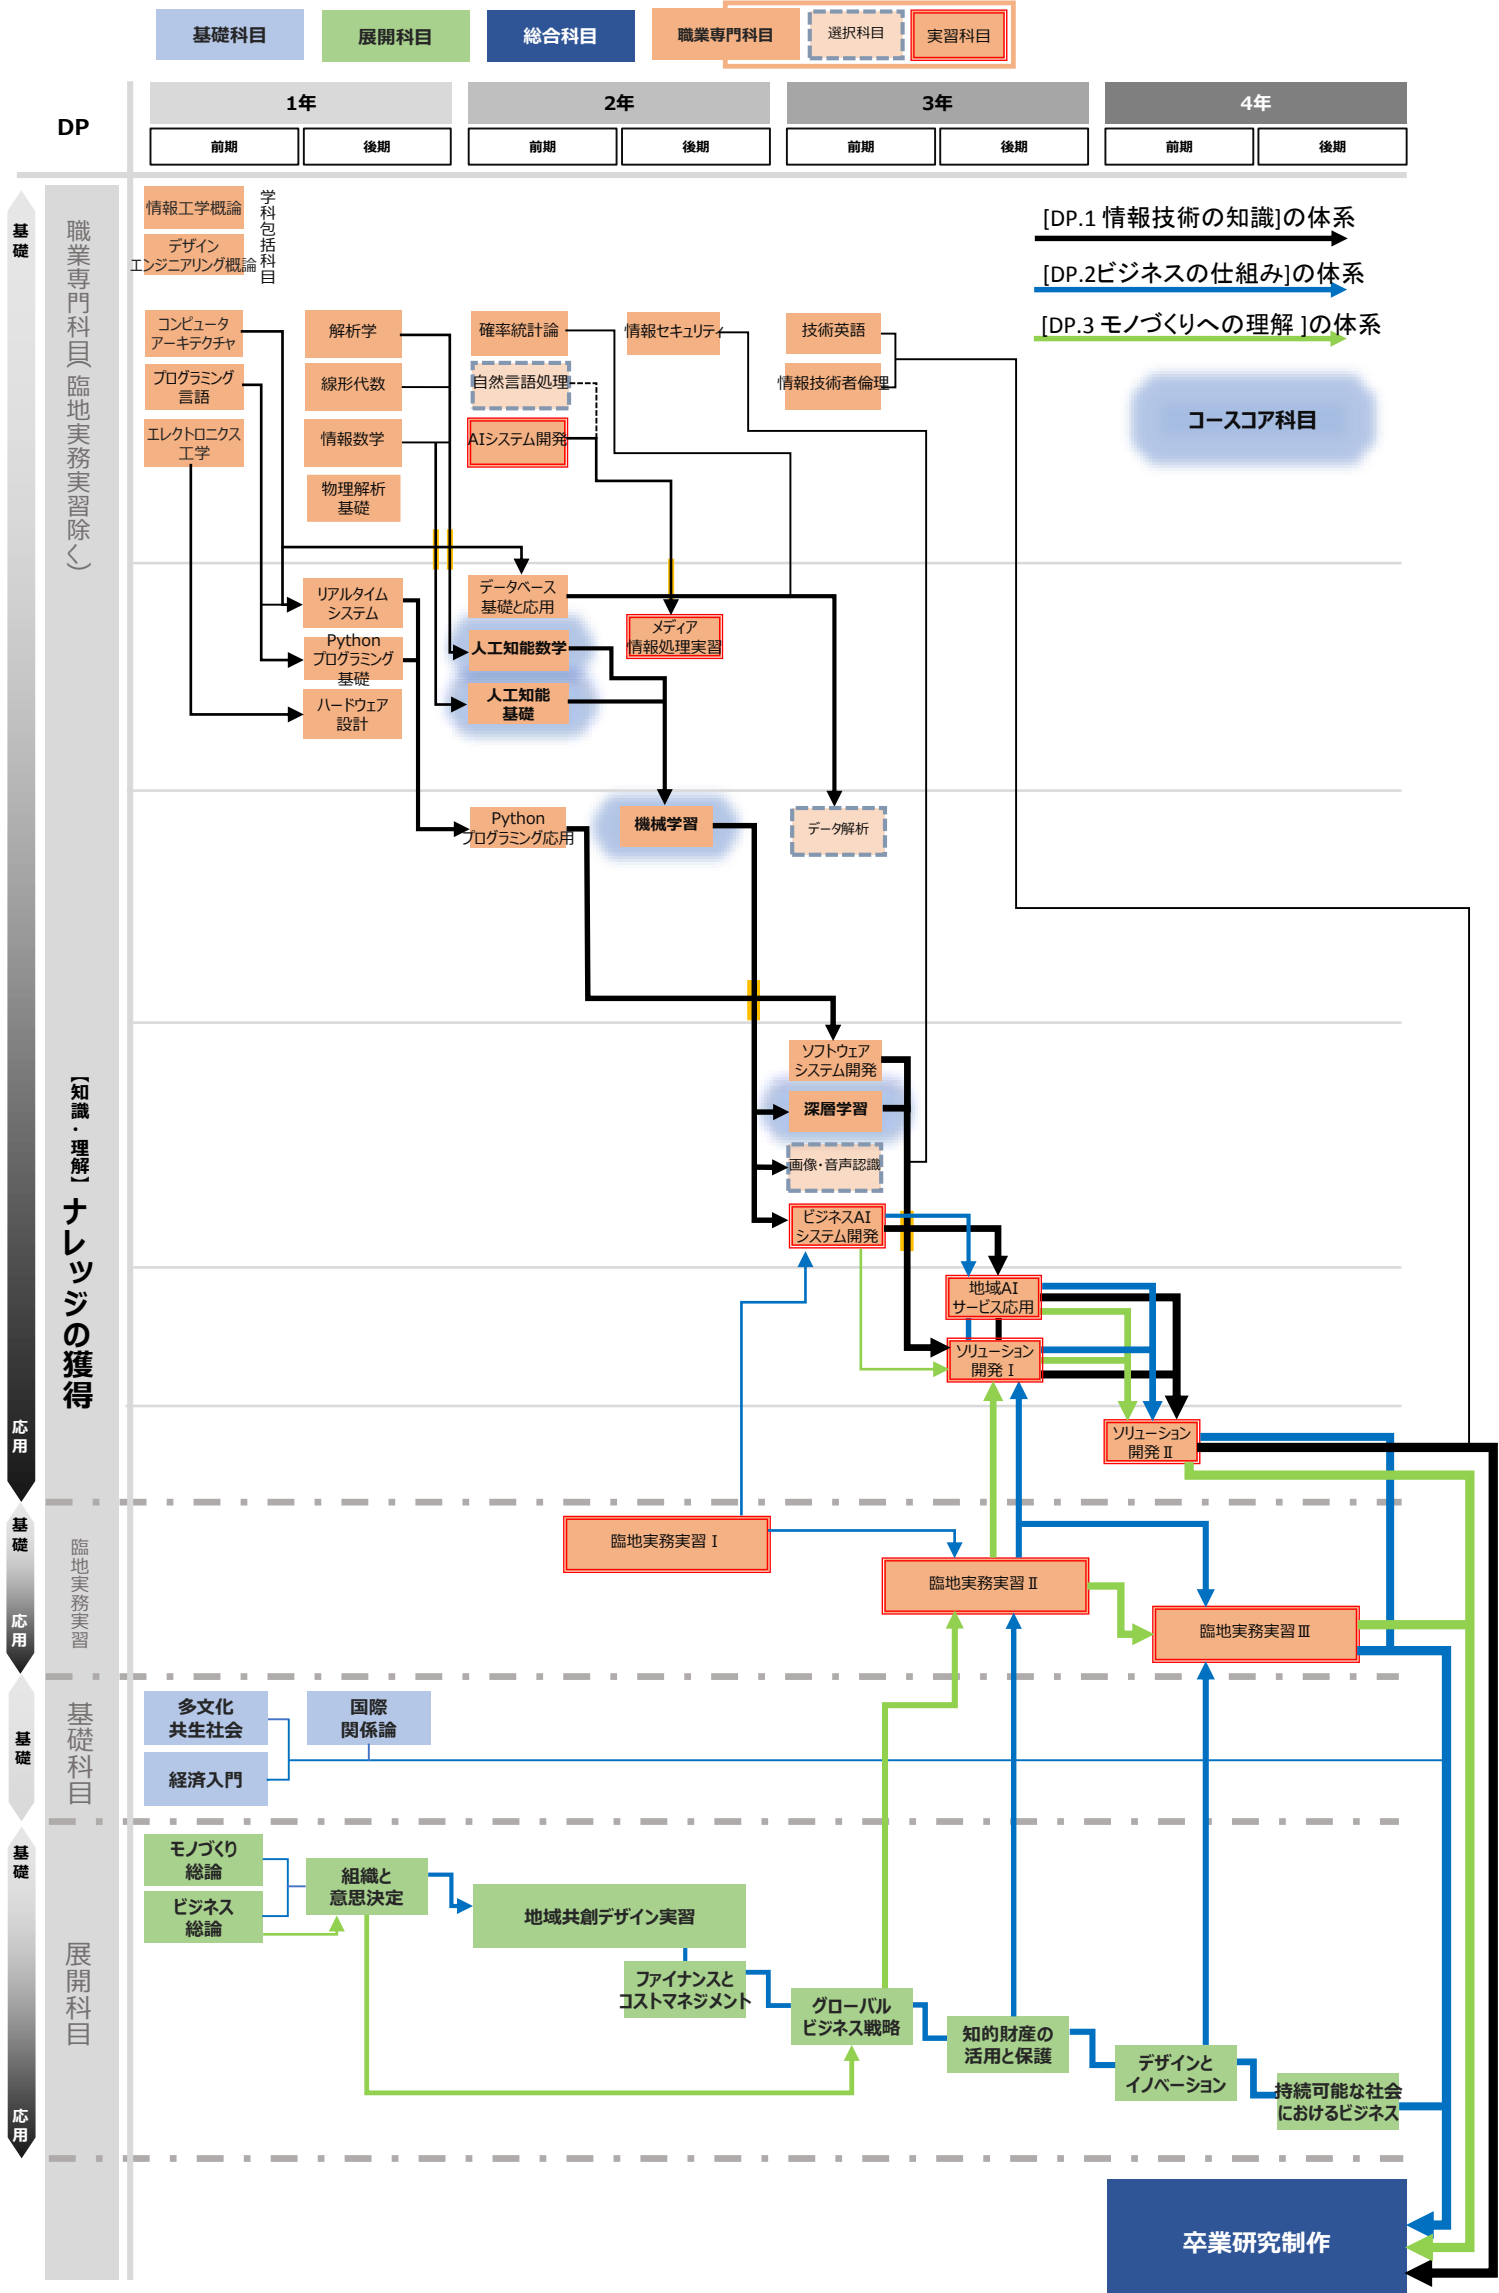 基礎科目
展開科目
総合科目
職業専門科目
選択科目
実習科目
DP
1年
2年
3年
4年
前期
後期
前期
後期
前期
後期
前期
後期
基礎
職業専門科目（臨地実務実習除く）
情報工学概論
デザイン
エンジニアリング概論
学科包括科目
[DP.1 情報技術の知識]の体系
[DP.2ビジネスの仕組み]の体系
[DP.3 モノづくりへの理解 ]の体系
コースコア科目
コンピュータ
アーキテクチャ
プログラミング
言語
エレクトロニクス
工学
解析学
線形代数
情報数学
物理解析
基礎
確率統計論
自然言語処理
AIシステム開発
情報セキュリティ
技術英語
情報技術者倫理
リアルタイム
システム
Python
プログラミング
基礎
ハードウェア
設計
データベース
基礎と応用
人工知能数学
人工知能
基礎
メディア
情報処理実習
Python
プログラミング応用
機械学習
データ解析
ソフトウェア
システム開発
深層学習
画像・音声認識
ビジネスAI
システム開発
【知識・理解】
ナレッジの獲得
地域AI
サービス応用
ソリューション
開発Ⅰ
ソリューション
開発Ⅱ
応用
基礎
応用
臨地実務実習
臨地実務実習Ⅰ
臨地実務実習Ⅱ
臨地実務実習Ⅲ
基礎
基礎科目
多文化
共生社会
国際
関係論
経済入門
基礎
応用
展開科目
モノづくり
総論
ビジネス
総論
組織と
意思決定
地域共創デザイン実習
ファイナンスと
コストマネジメント
グローバル
ビジネス戦略
知的財産の
活用と保護
デザインと
イノベーション
持続可能な社会
におけるビジネス
卒業研究制作